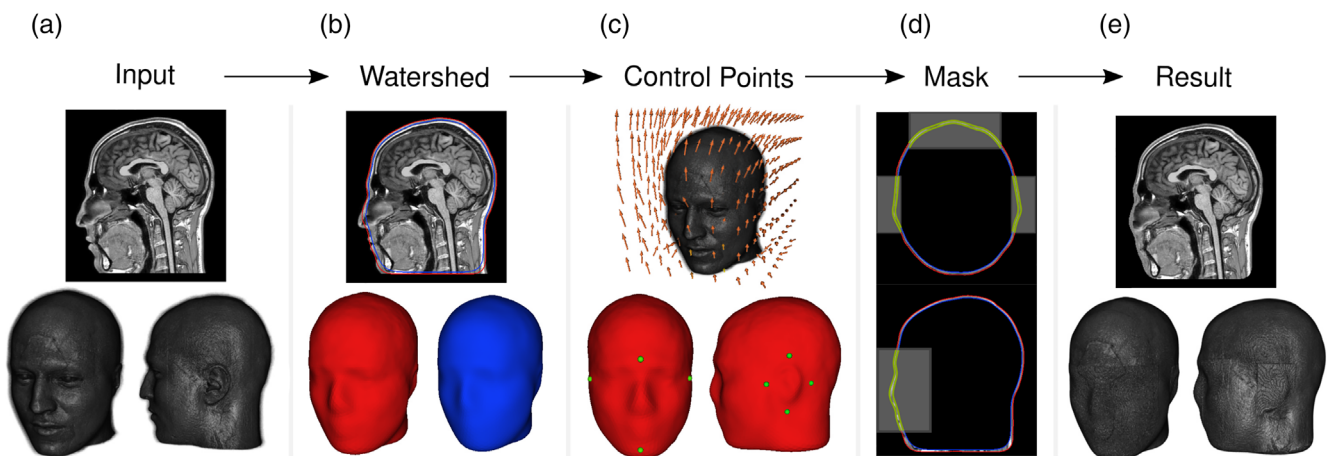 (a)
(b)
(c)
(d)
(e)
Input
Watershed
Control Points
Mask
Result